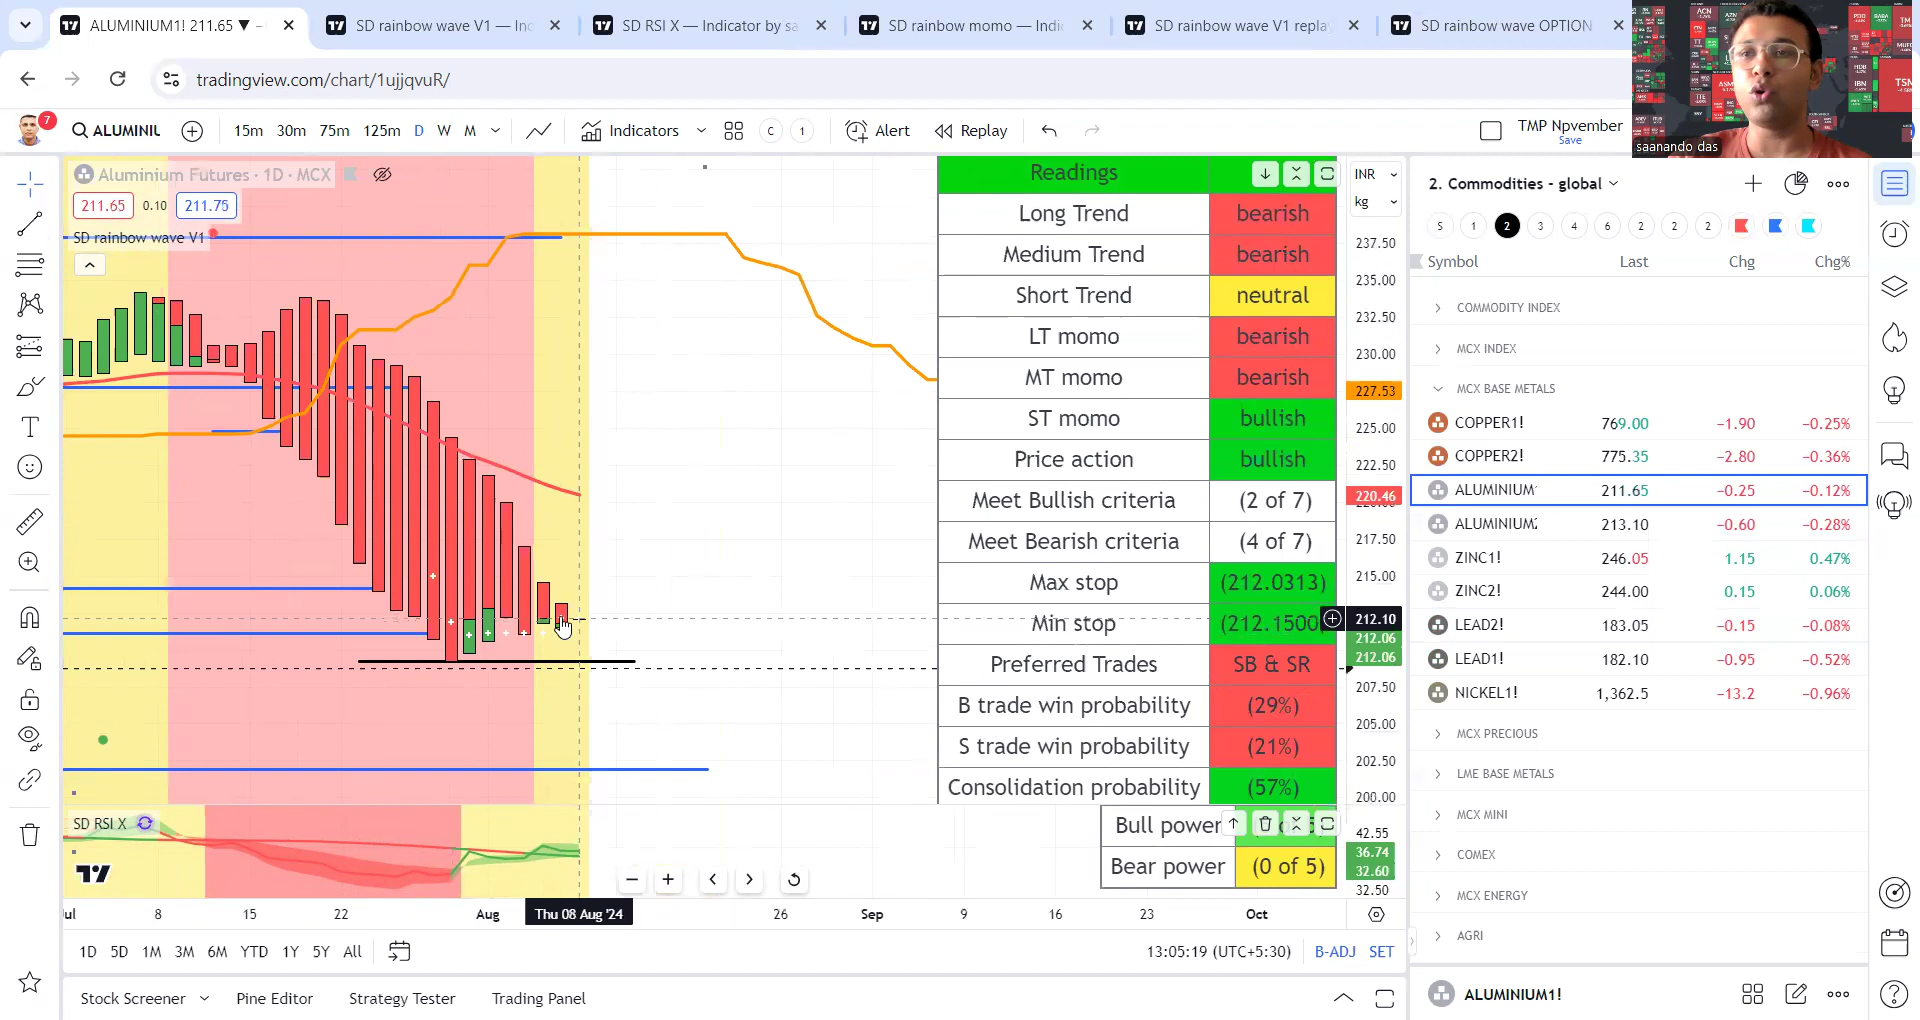 ALUMINIUM1! 211.65 ▼ –
SD rainbow wave V1 — In
SD RSI X — Indicator by sa
SD rainbow momo — Indi
SD rainbow wave V1 repla
SD rainbow wave OPTION
tradingview.com/chart/1ujjqvuR/
7
ALUMINIU
15m
30m
75m
125m
D
W
M
Indicators
C
1
Alert
Replay
TMP Npvember
Save
saanando das
Aluminium Futures · 1D · MCX
211.65
0.10
211.75
SD rainbow wave V1
Readings
Long Trend bearish
Medium Trend bearish
Short Trend neutral
LT momo bearish
MT momo bearish
ST momo bullish
Price action bullish
Meet Bullish criteria (2 of 7)
Meet Bearish criteria (4 of 7)
Max stop (212.0313)
Min stop (212.1500)
Preferred Trades SB & SR
B trade win probability (29%)
S trade win probability (21%)
Consolidation probability (57%)
Bull power
Bear power (0 of 5)
INR
kg
237.50
235.00
232.50
230.00
227.53
225.00
222.50
220.46
217.50
215.00
212.10
212.06
212.06
207.50
205.00
202.50
200.00
42.55
36.74
32.60
32.50
SD RSI X
Jul
8
15
22
Aug
Thu 08 Aug '24
26
Sep
9
16
23
Oct
1D
5D
1M
3M
6M
YTD
1Y
5Y
All
13:05:19 (UTC+5:30)
B-ADJ
SET
Stock Screener
Pine Editor
Strategy Tester
Trading Panel
2. Commodities - global
S
1
2
3
4
6
2
2
2
Symbol Last Chg Chg%
COMMODITY INDEX
MCX INDEX
MCX BASE METALS
COPPER1! 769.00 −1.90 −0.25%
COPPER2! 775.35 −2.80 −0.36%
ALUMINIUM 211.65 −0.25 −0.12%
ALUMINIUM2 213.10 −0.60 −0.28%
ZINC1! 246.05 1.15 0.47%
ZINC2! 244.00 0.15 0.06%
LEAD2! 183.05 −0.15 −0.08%
LEAD1! 182.10 −0.95 −0.52%
NICKEL1! 1,362.5 −13.2 −0.96%
MCX PRECIOUS
LME BASE METALS
MCX MINI
COMEX
MCX ENERGY
AGRI
ALUMINIUM1!